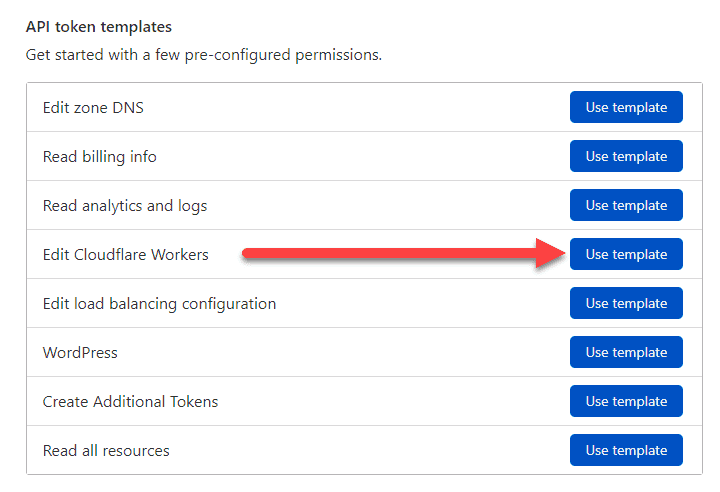 API token templates
Get started with a few pre-configured permissions.
Edit zone DNS Use template
Read billing info Use template
Read analytics and logs Use template
Edit Cloudflare Workers Use template
Edit load balancing configuration Use template
WordPress Use template
Create Additional Tokens Use template
Read all resources Use template